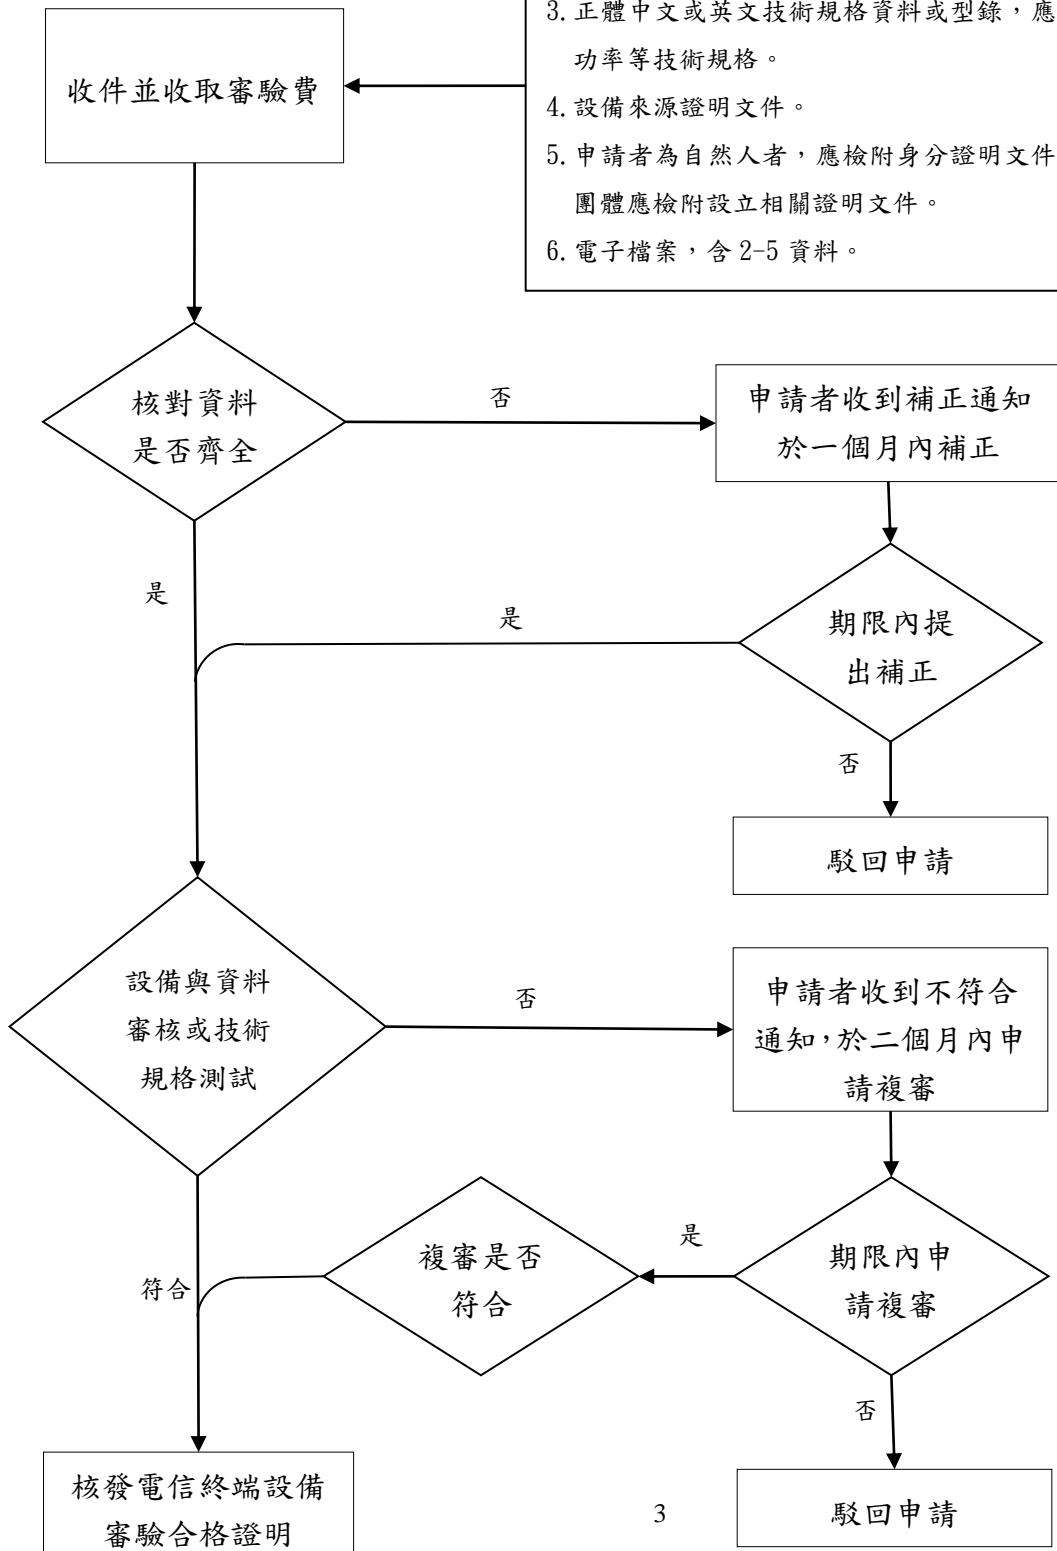 3.正體中文或英文技術規格資料或型錄，應
功率等技術規格。
4.設備來源證明文件。
5.申請者為自然人者，應檢附身分證明文件
團體應檢附設立相關證明文件。
6.電子檔案，含 2-5 資料。
收件並收取審驗費
核對資料
是否齊全
否
申請者收到補正通知
於一個月內補正
是
是
期限內提
出補正
否
駁回申請
設備與資料
審核或技術
規格測試
否
申請者收到不符合
通知，於二個月內申
請複審
符合
複審是否
符合
是
期限內申
請複審
否
核發電信終端設備
審驗合格證明
駁回申請
3